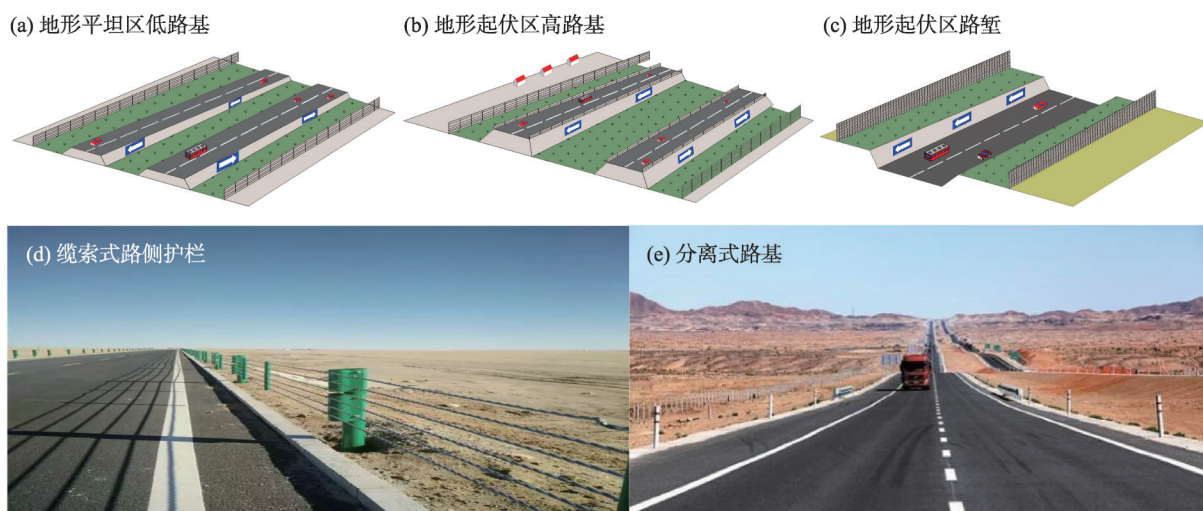 (a) 地形平坦区低路基
(b) 地形起伏区高路基
(c) 地形起伏区路堑
(d) 缆索式路侧护栏
(e) 分离式路基